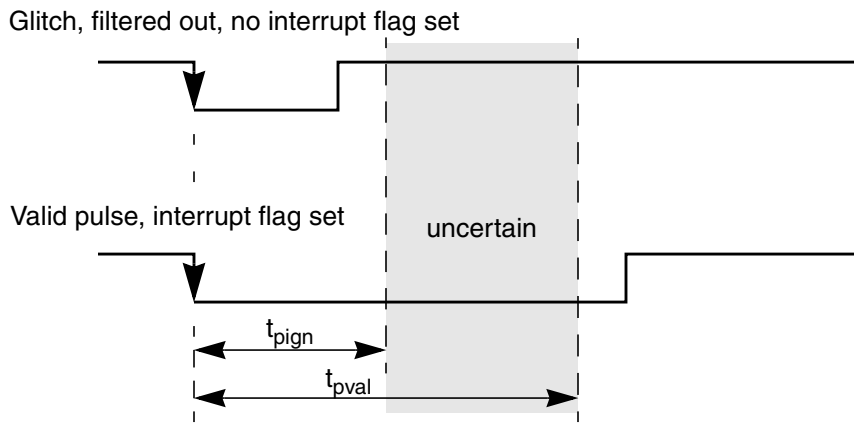 Glitch, filtered out, no interrupt flag set
Valid pulse, interrupt flag set
uncertain
tpign
tpval